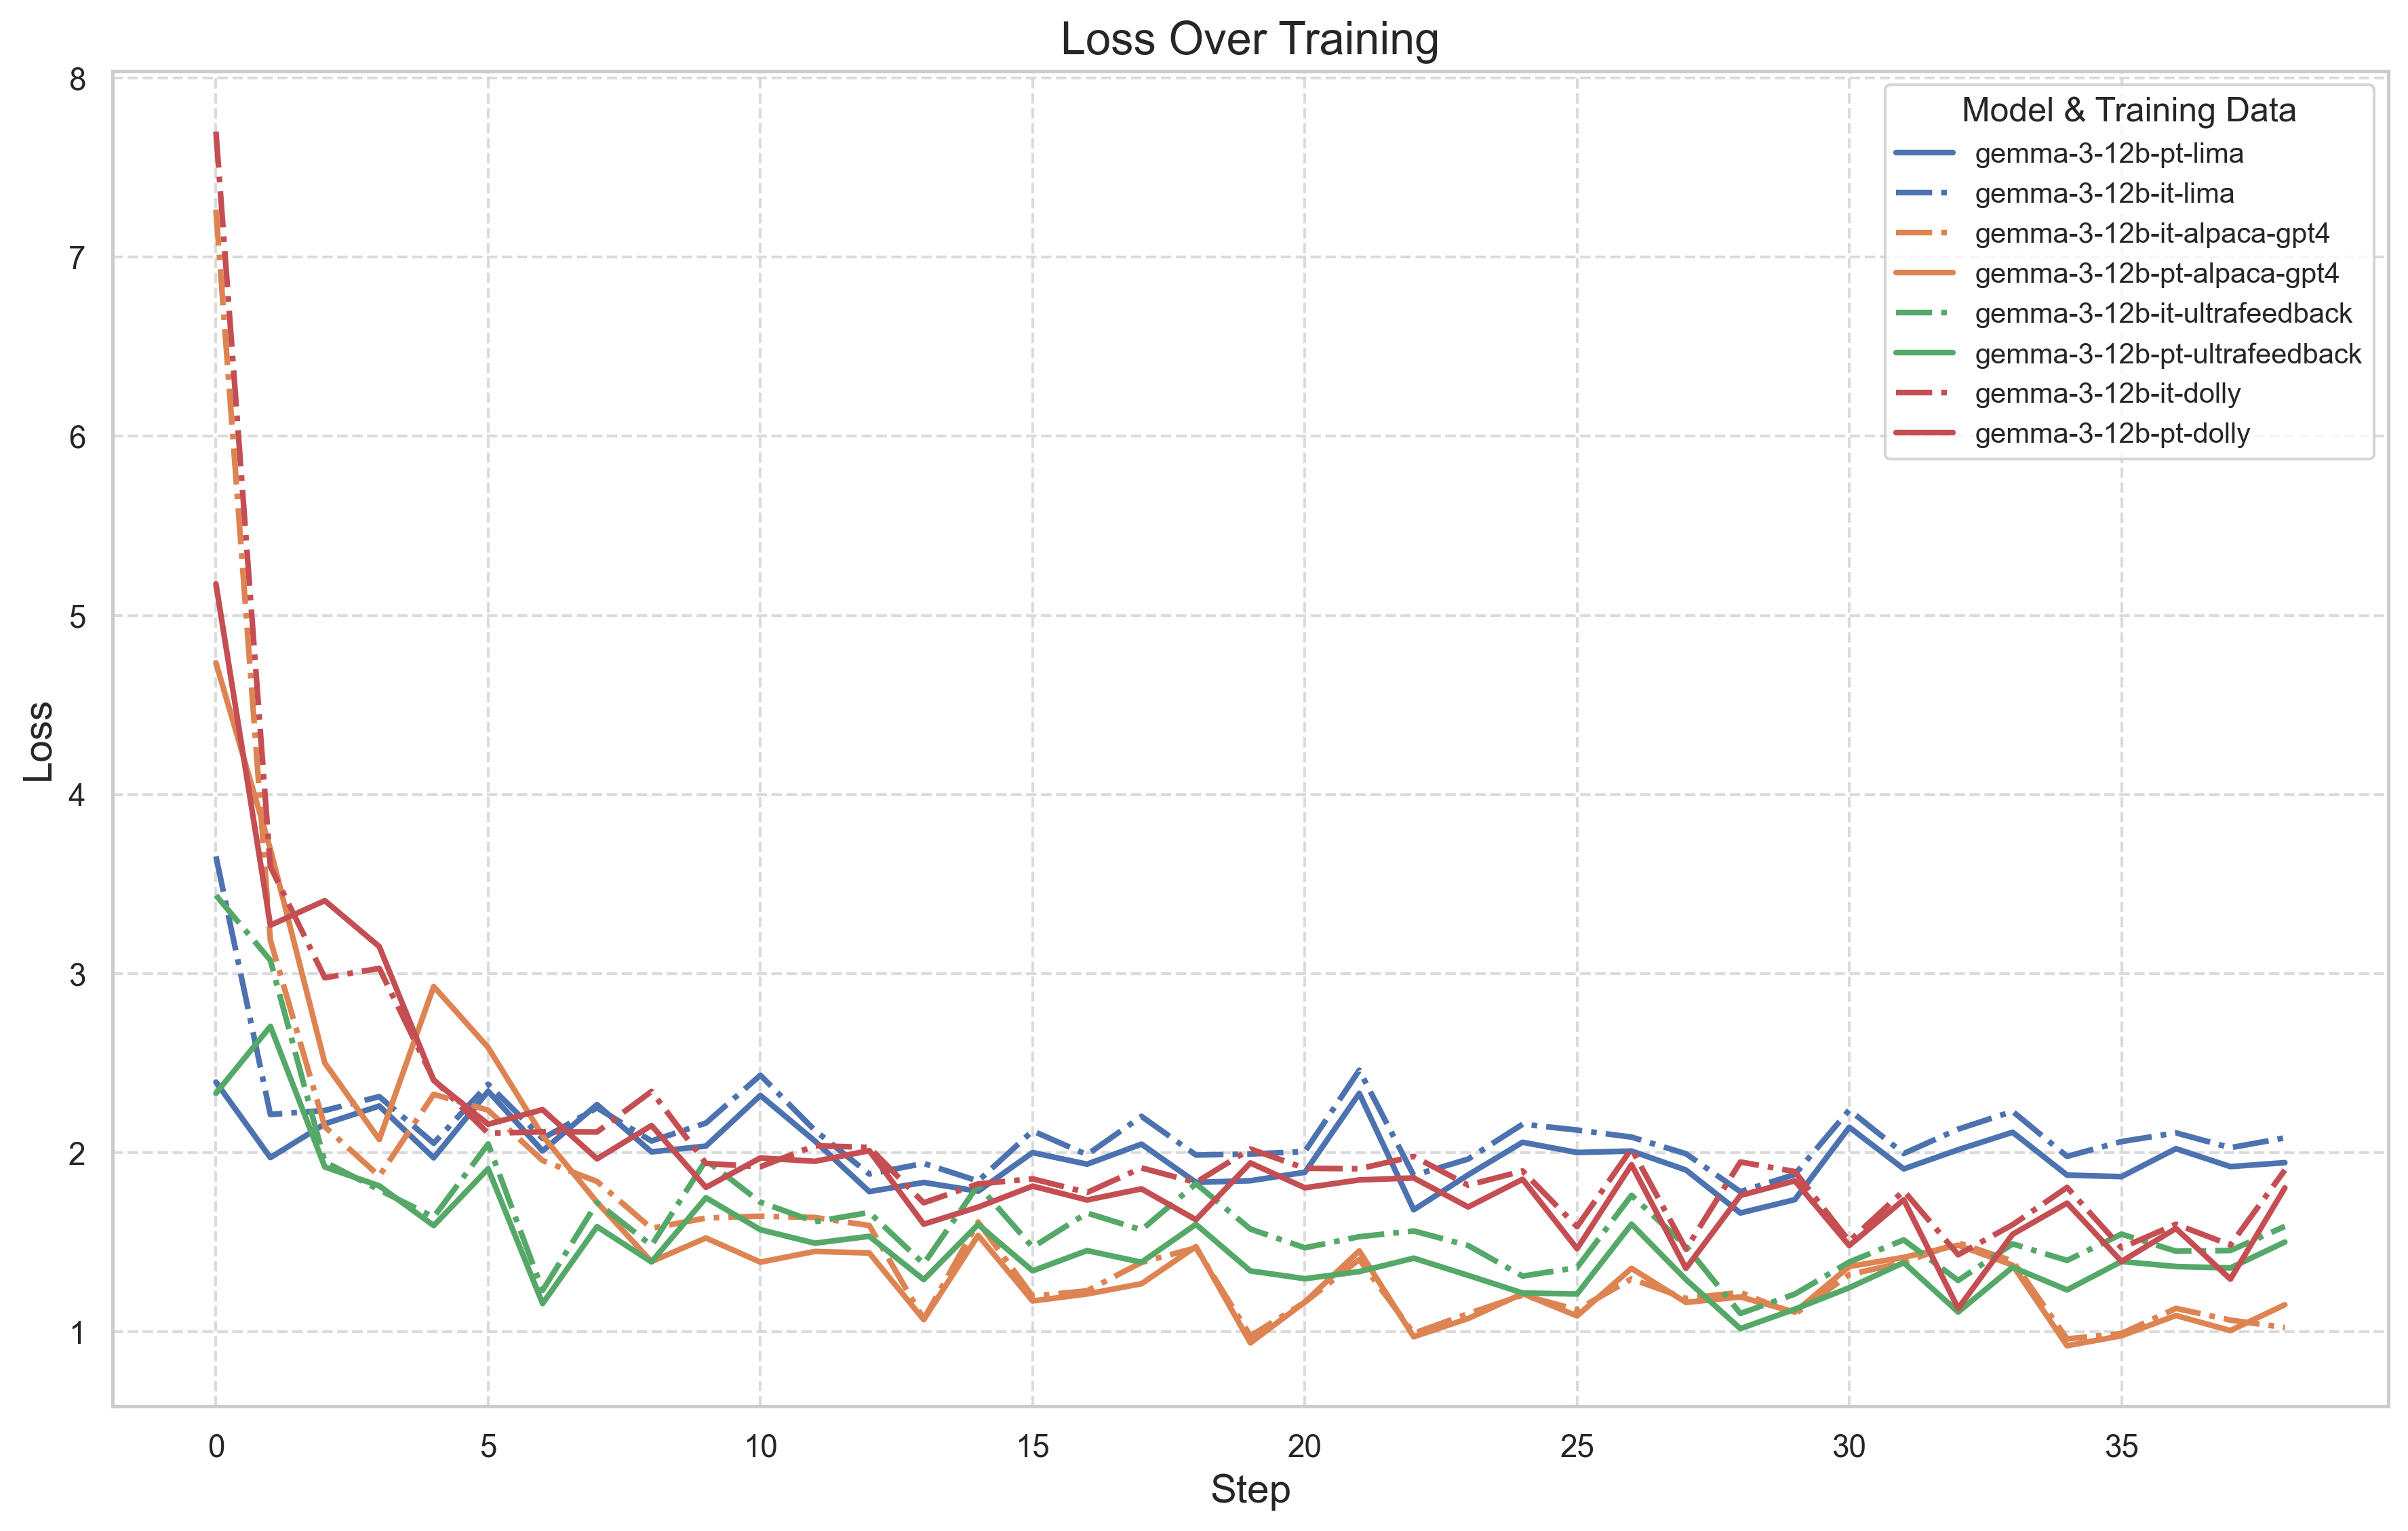 Loss Over Training
8
7
6
5
4
3
2
1
Loss
Model & Training Data
gemma-3-12b-pt-lima
gemma-3-12b-it-lima
gemma-3-12b-it-alpaca-gpt4
gemma-3-12b-pt-alpaca-gpt4
gemma-3-12b-it-ultrafeedback
gemma-3-12b-pt-ultrafeedback
gemma-3-12b-it-dolly
gemma-3-12b-pt-dolly
0 5 10 15 20 25 30 35
Step